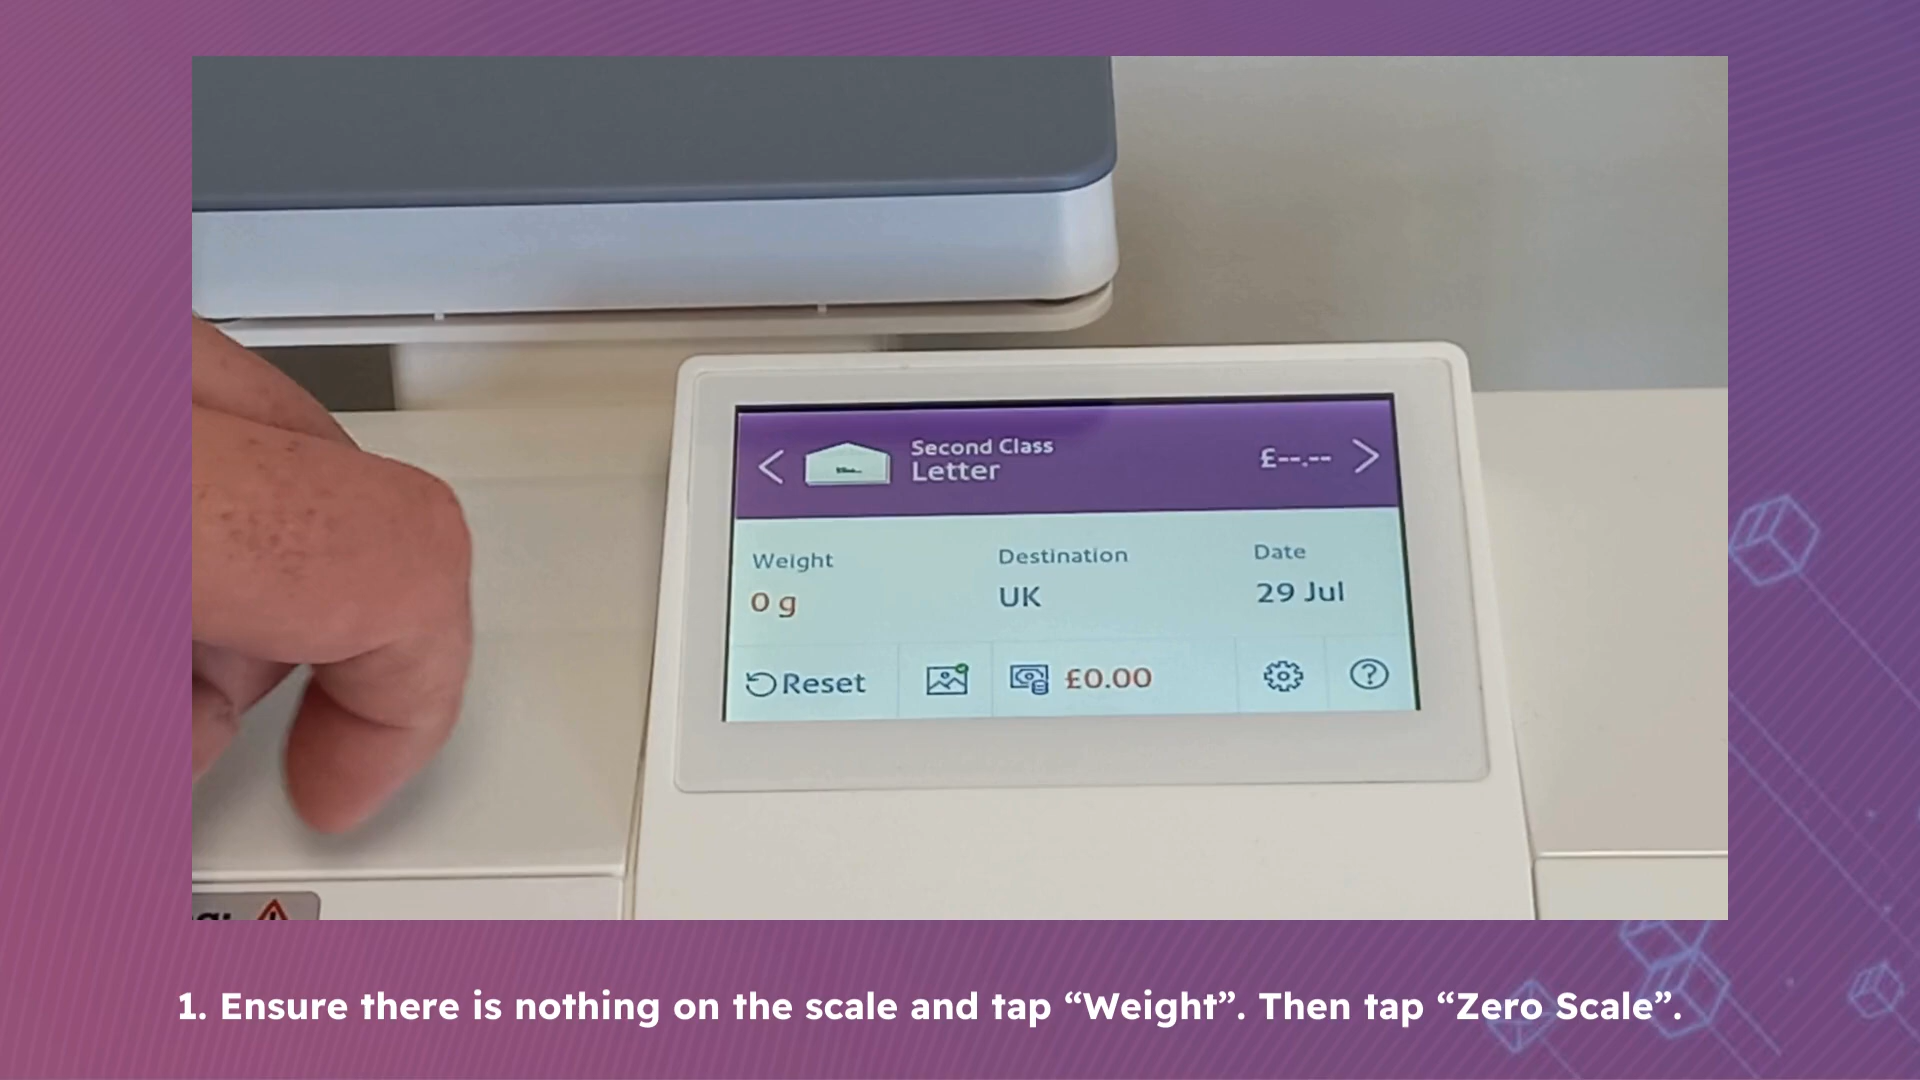 Second Class
Letter
£--.--
Weight
0 g
Destination
UK
Date
29 Jul
Reset
£0.00
?
1. Ensure there is nothing on the scale and tap “Weight”. Then tap “Zero Scale”.